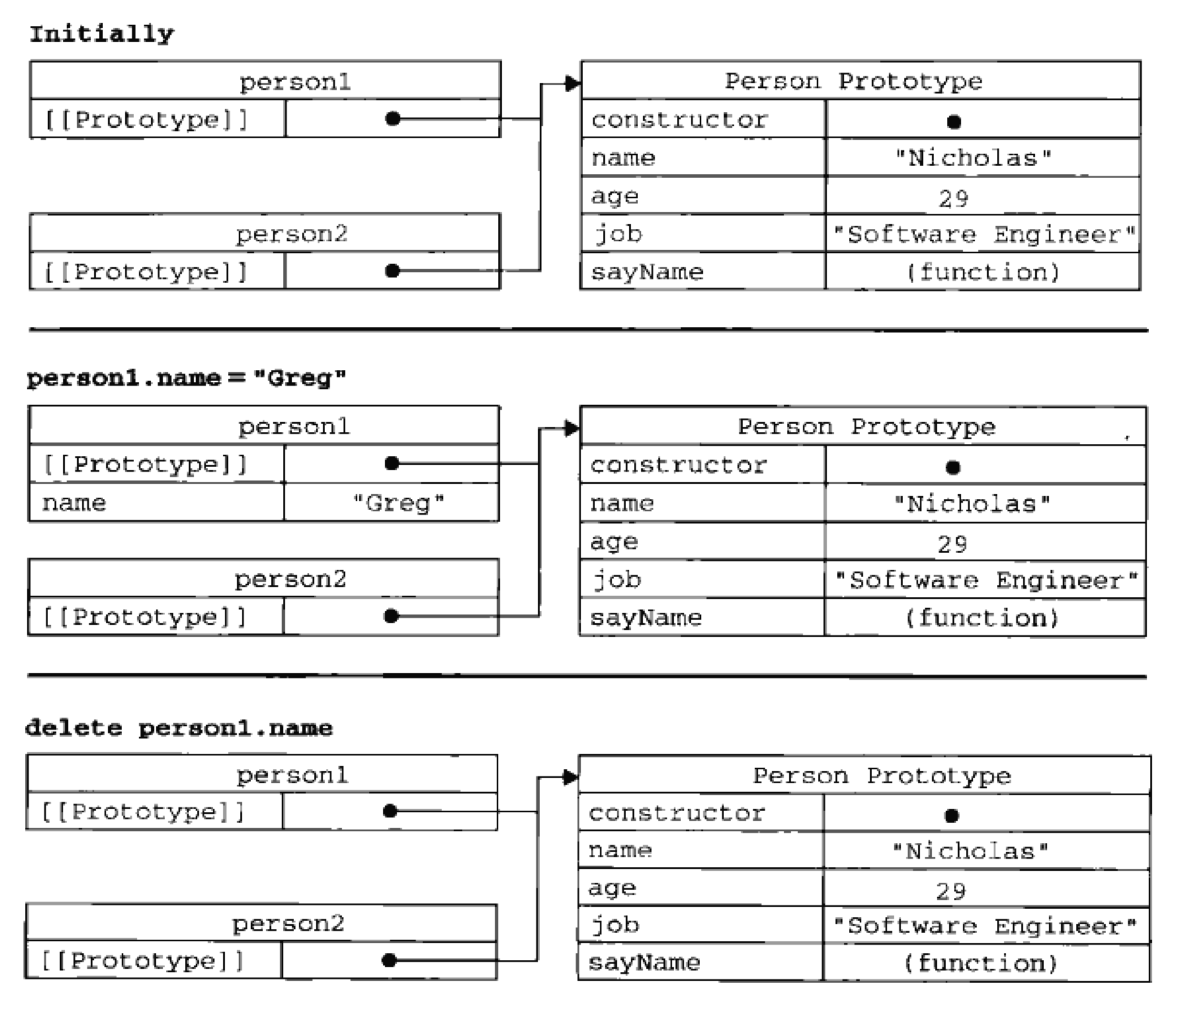 Initially
person1
[[Prototype]]
person2
[[Prototype]]
Person Prototype
constructor
name "Nicholas"
age 29
job "Software Engineer"
sayName (function)
person1.name = "Greg"
person1
[[Prototype]]
name "Greg"
person2
[[Prototype]]
Person Prototype
constructor
name "Nicholas"
age 29
job "Software Engineer"
sayName (function)
delete person1.name
person1
[[Prototype]]
person2
[[Prototype]]
Person Prototype
constructor
name "Nicholas"
age 29
job "Software Engineer"
sayName (function)